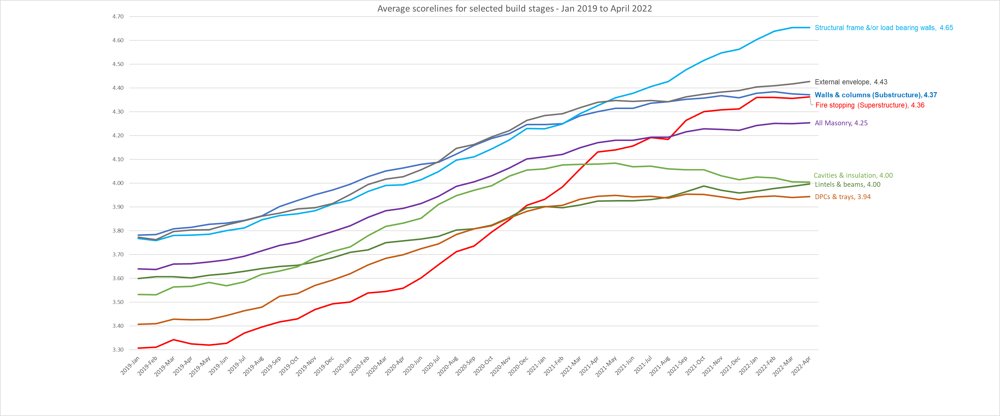 Average scorelines for selected build stages - Jan 2019 to April 2022
4.70
4.60
4.50
4.40
4.30
4.20
4.10
4.00
3.90
3.80
3.70
3.60
3.50
3.40
3.30
Structural frame &/or load bearing walls, 4.65
External envelope, 4.43
Walls & columns (Substructure), 4.37
Fire stopping (Superstructure), 4.36
All Masonry, 4.25
Cavities & insulation, 4.00
Lintels & beams, 4.00
DPCs & trays, 3.94
2019-Jan
2019-Feb
2019-Mar
2019-Apr
2019-May
2019-Jun
2019-Jul
2019-Aug
2019-Sep
2019-Oct
2019-Nov
2019-Dec
2020-Jan
2020-Feb
2020-Mar
2020-Apr
2020-Jun
2020-Jul
2020-Aug
2020-Sep
2020-Oct
2020-Nov
2020-Dec
2021-Jan
2021-Feb
2021-Mar
2021-Apr
2021-May
2021-Jun
2021-Jul
2021-Aug
2021-Sep
2021-Oct
2021-Nov
2021-Dec
2022-Jan
2022-Feb
2022-Mar
2022-Apr